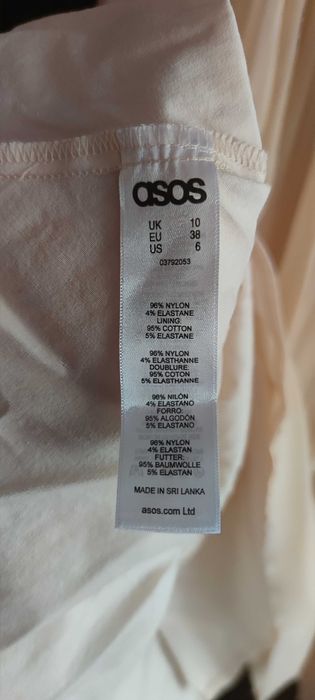 asos
UK 10
EU 38
US 6
03792053
96% NYLON
4% ELASTANE
LINING:
95% COTTON
5% ELASTANE
96% NYLON
4% ELASTHANNE
DOUBLURE:
95% COTON
5% ELASTHANNE
96% NILÓN
4% ELASTANO
FORRO:
95% ALGODÓN
5% ELASTANO
96% NYLON
4% ELASTAN
FUTTER:
95% BAUMWOLLE
5% ELASTAN
MADE IN SRI LANKA
asos.com Ltd